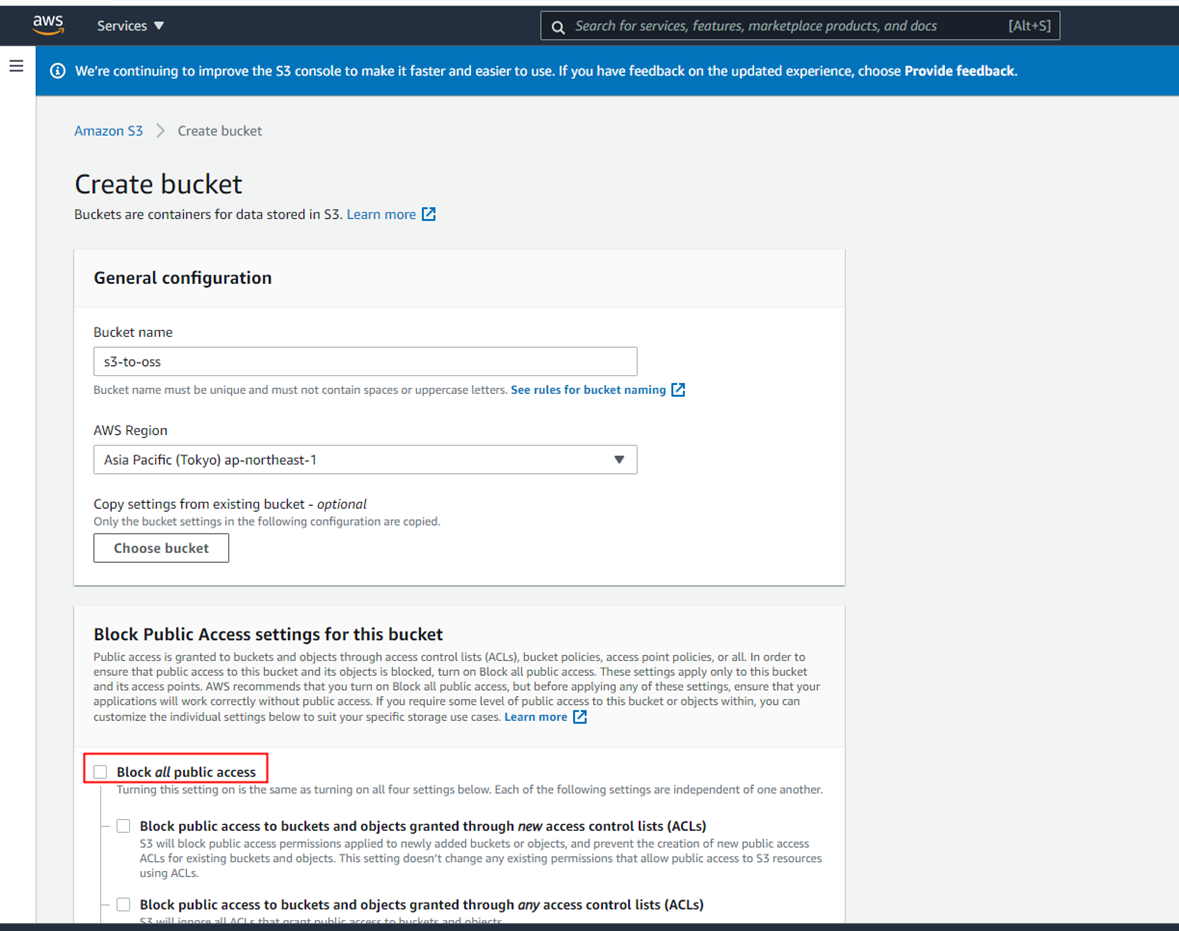 aws
Services ▼
Search for services, features, marketplace products, and docs [Alt+S]
We're continuing to improve the S3 console to make it faster and easier to use. If you have feedback on the updated experience, choose Provide feedback.
Amazon S3 > Create bucket
Create bucket
Buckets are containers for data stored in S3. Learn more
General configuration
Bucket name
s3-to-oss
Bucket name must be unique and must not contain spaces or uppercase letters. See rules for bucket naming
AWS Region
Asia Pacific (Tokyo) ap-northeast-1
Copy settings from existing bucket - optional
Only the bucket settings in the following configuration are copied.
Choose bucket
Block Public Access settings for this bucket
Public access is granted to buckets and objects through access control lists (ACLs), bucket policies, access point policies, or all. In order to
ensure that public access to this bucket and its objects is blocked, turn on Block all public access. These settings apply only to this bucket
and its access points. AWS recommends that you turn on Block all public access, but before applying any of these settings, ensure that your
applications will work correctly without public access. If you require some level of public access to this bucket or objects within, you can
customize the individual settings below to suit your specific storage use cases. Learn more
Block all public access
Turning this setting on is the same as turning on all four settings below. Each of the following settings are independent of one another.
Block public access to buckets and objects granted through new access control lists (ACLs)
S3 will block public access permissions applied to newly added buckets or objects, and prevent the creation of new public access
ACLs for existing buckets and objects. This setting doesn't change any existing permissions that allow public access to S3 resources
using ACLs.
Block public access to buckets and objects granted through any access control lists (ACLs)
S3 will ignore all ACLs that grant public access to buckets and objects.